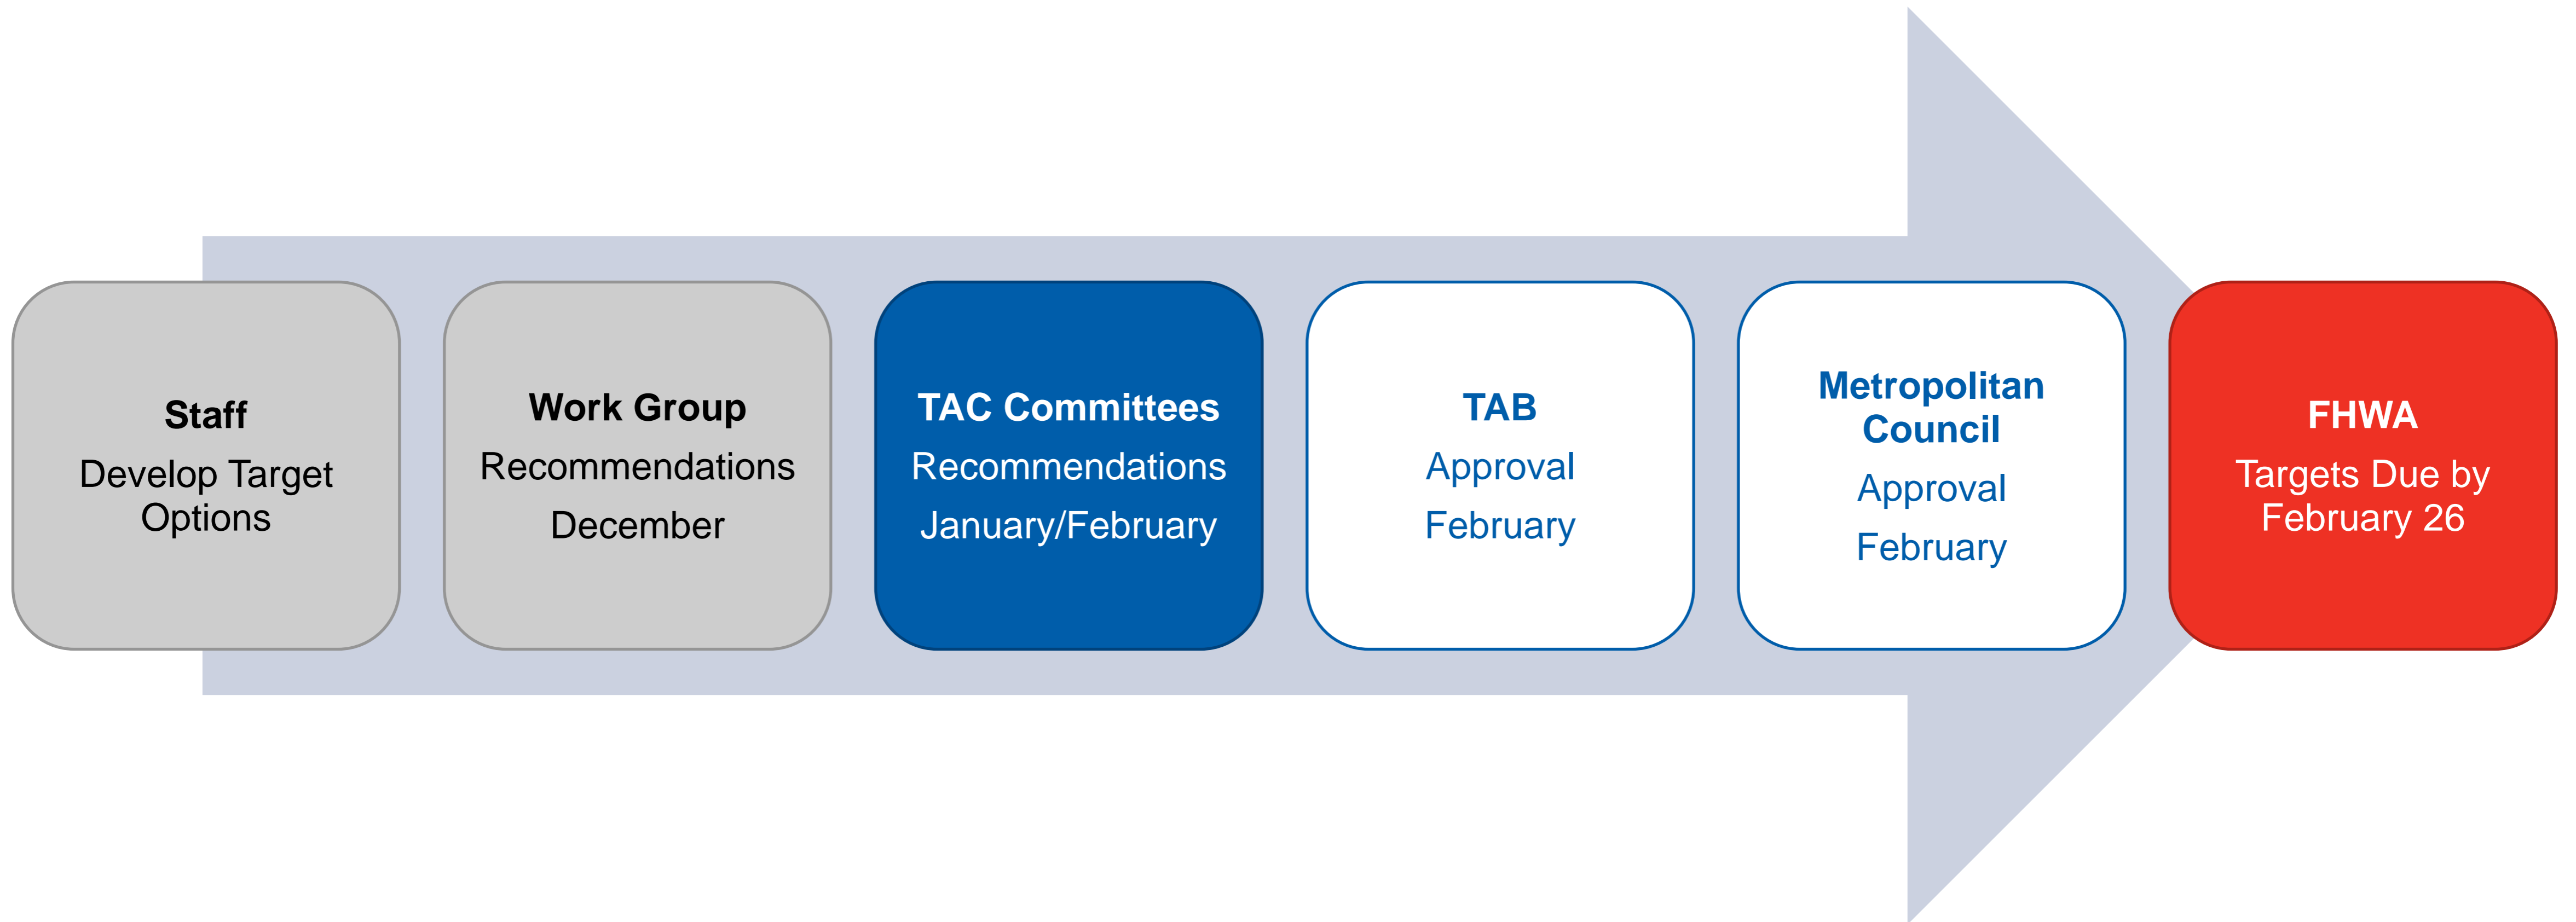 Staff
Develop Target
Options
Work Group
Recommendations
December
TAC Committees
Recommendations
January/February
TAB
Approval
February
Metropolitan
Council
Approval
February
FHWA
Targets Due by
February 26